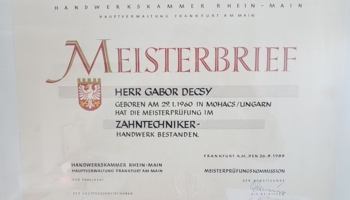 HANDWERKSKAMMER RHEIN-MAIN
HAUPTVERWALTUNG FRANKFURT AM MAIN
MEISTERBRIEF
HERR GABOR DECSY
GEBOREN AM 29.1.1960 IN MOHACS/UNGARN
HAT DIE MEISTERPRÜFUNG IM
ZAHNTECHNIKER-
HANDWERK BESTANDEN.
FRANKFURT A.M., DEN
HANDWERKSKAMMER RHEIN-MAIN
HAUPTVERWALTUNG FRANKFURT AM MAIN
MEISTERPRÜFUNGSKOMMISSION